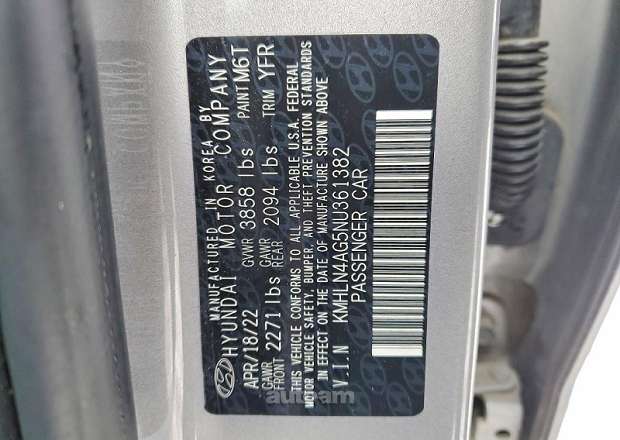 MANUFACTURED IN KOREA BY
HYUNDAI MOTOR COMPANY
APR/18/22 GVWR 3858 lbs PAINT M6T
GAWR FRONT 2271 lbs GAWR REAR 2094 lbs TRIM YFR
THIS VEHICLE CONFORMS TO ALL APPLICABLE U.S.A. FEDERAL
MOTOR VEHICLE SAFETY, BUMPER, AND THEFT PREVENTION STANDARDS
IN EFFECT ON THE DATE OF MANUFACTURE SHOWN ABOVE
V.I.N KMHLN4AG5NU361382
PASSENGER CAR
autoam